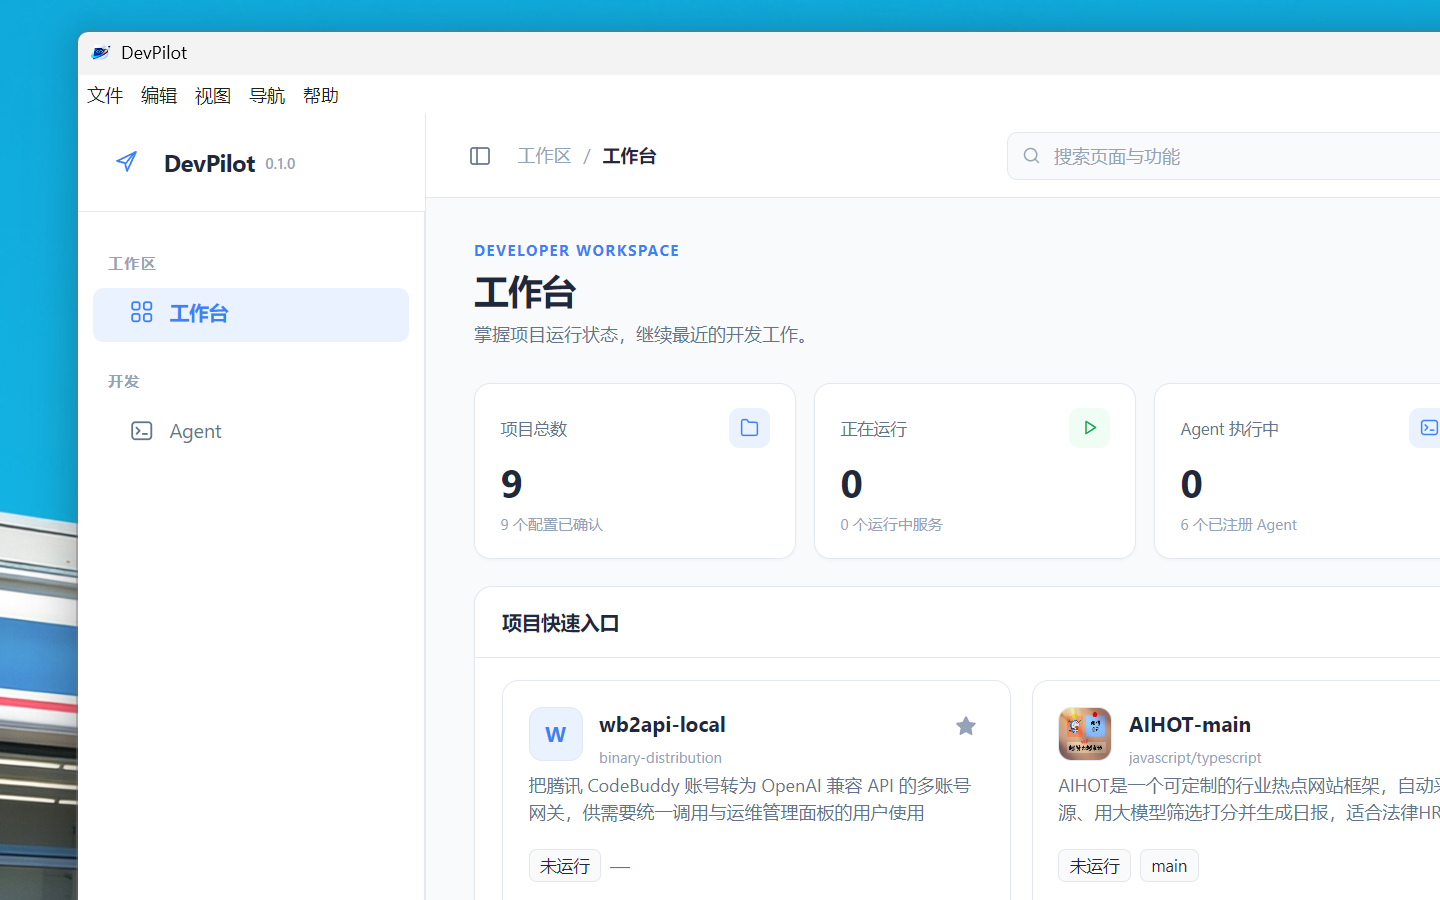 DevPilot
文件 编辑 视图 导航 帮助
DevPilot 0.1.0
工作区 / 工作台
搜索页面与功能
工作区
工作台
开发
Agent
DEVELOPER WORKSPACE
工作台
掌握项目运行状态，继续最近的开发工作。
项目总数
9
9 个配置已确认
正在运行
0
0 个运行中服务
Agent 执行中
0
6 个已注册 Agent
项目快速入口
W
wb2api-local
binary-distribution
把腾讯 CodeBuddy 账号转为 OpenAI 兼容 API 的多账号
网关，供需要统一调用与运维管理面板的用户使用
未运行 —
AIHOT-main
javascript/typescript
AIHOT是一个可定制的行业热点网站框架，自动采
源、用大模型筛选打分并生成日报，适合法律HR
未运行 main